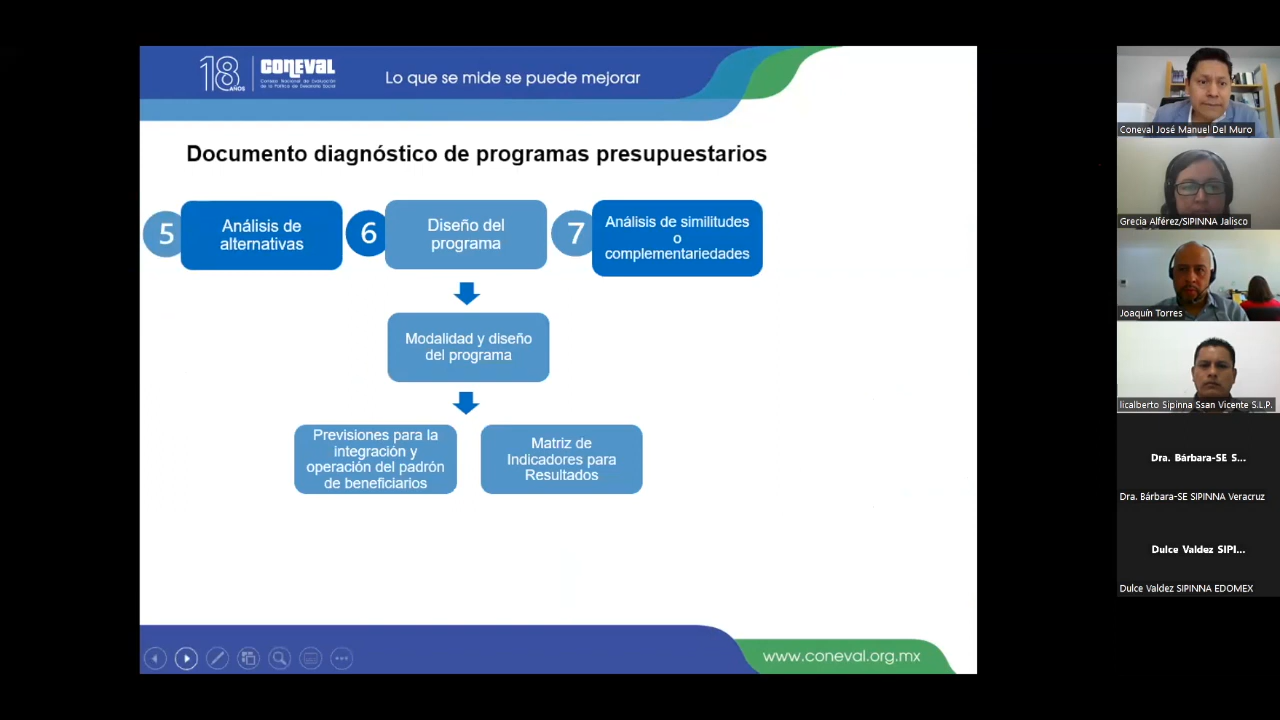 18
AÑOS
CONEVAL
Consejo Nacional de Evaluación
de la Política de Desarrollo Social
Lo que se mide se puede mejorar
Documento diagnóstico de programas presupuestarios
5
Análisis de
alternativas
6
Diseño del
programa
7
Análisis de similitudes
o
complementariedades
Modalidad y diseño
del programa
Previsiones para la
integración y
operación del padrón
de beneficiarios
Matriz de
Indicadores para
Resultados
www.coneval.org.mx
Coneval José Manuel Del Muro
Grecia Alférez/SIPINNA Jalisco
Joaquín Torres
licalberto Sipinna Ssan Vicente S.L.P.
Dra. Bárbara-SE S...
Dra. Bárbara-SE SIPINNA Veracruz
Dulce Valdez SIPI...
Dulce Valdez SIPINNA EDOMEX